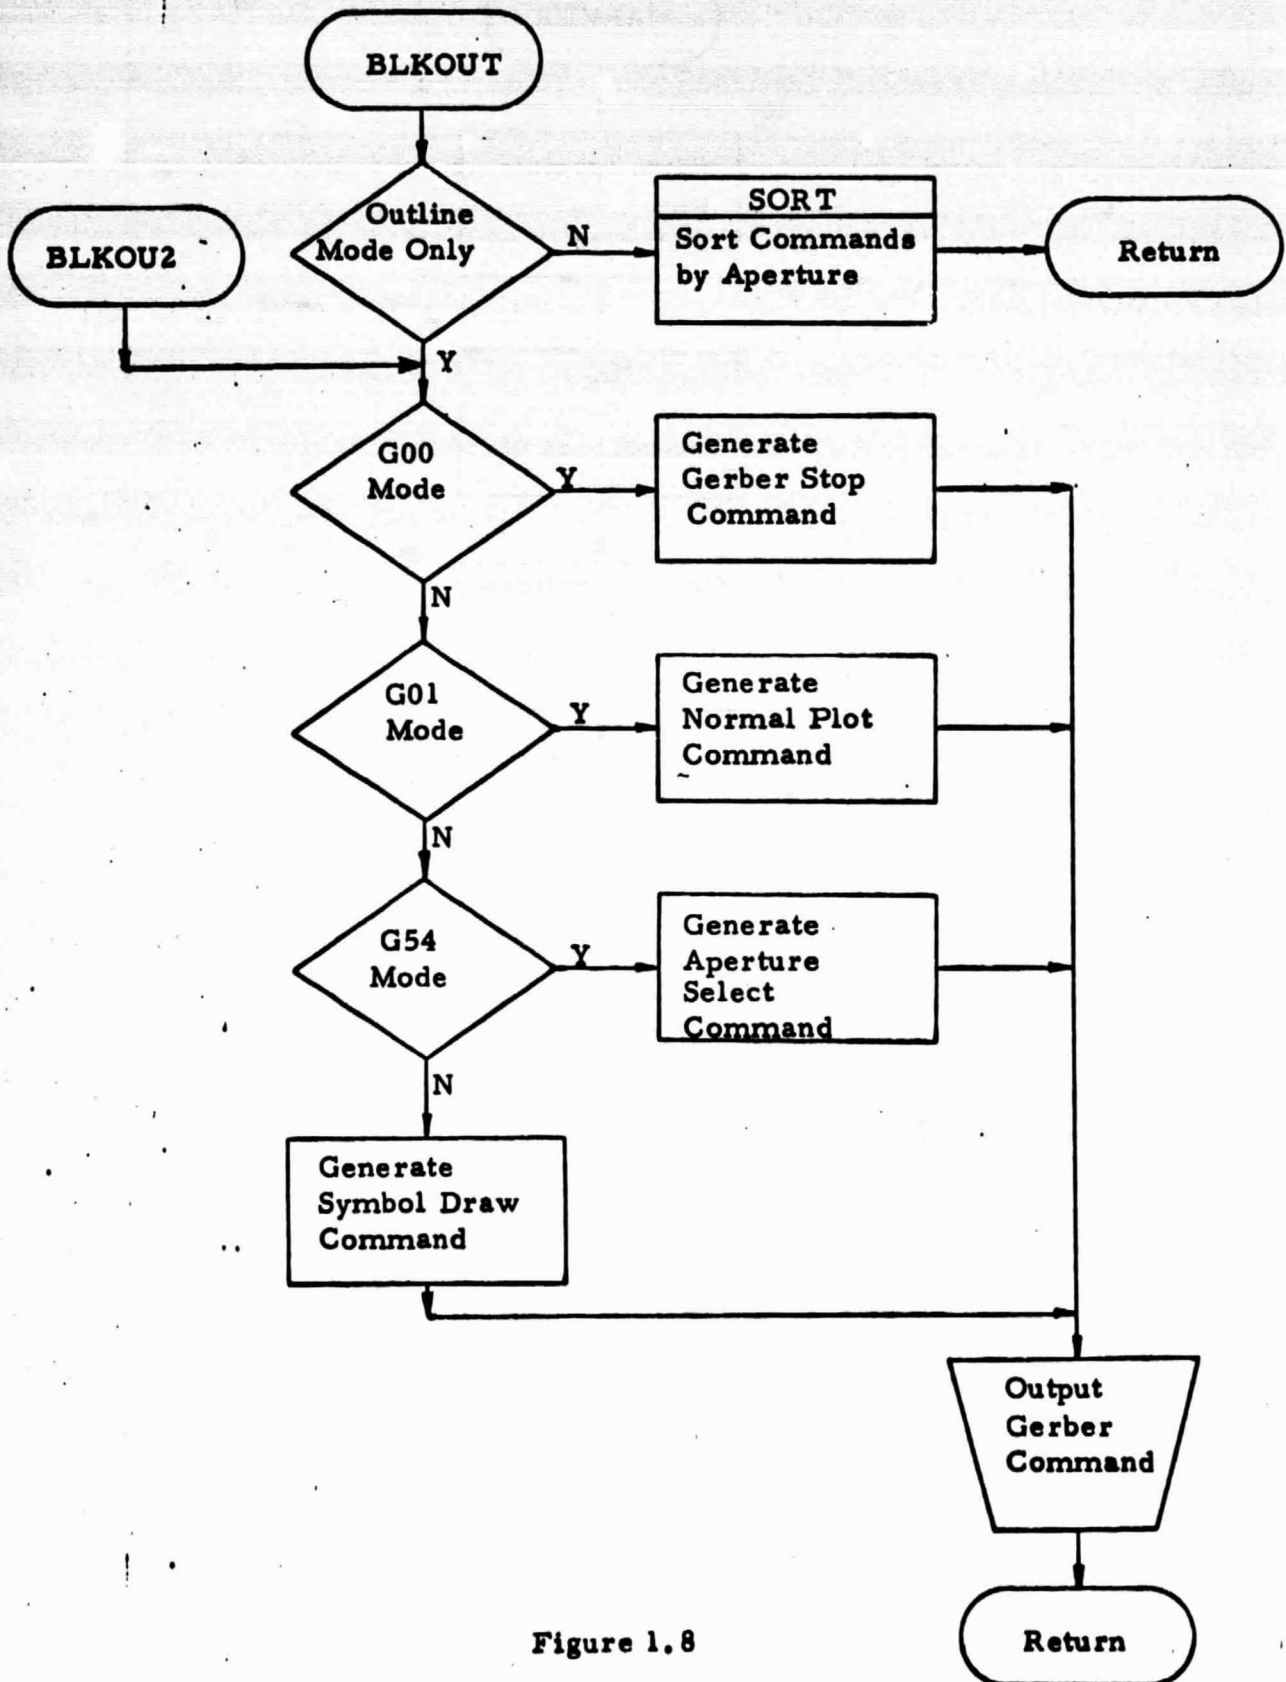 BLKOUT
Outline
Mode Only
N
SORT
Sort Commands
by Aperture
Return
BLKOU2
Y
G00
Mode
Y
Generate
Gerber Stop
Command
N
G01
Mode
Y
Generate
Normal Plot
Command
N
G54
Mode
Y
Generate
Aperture
Select
Command
N
Generate
Symbol Draw
Command
Output
Gerber
Command
Return
Figure 1.8